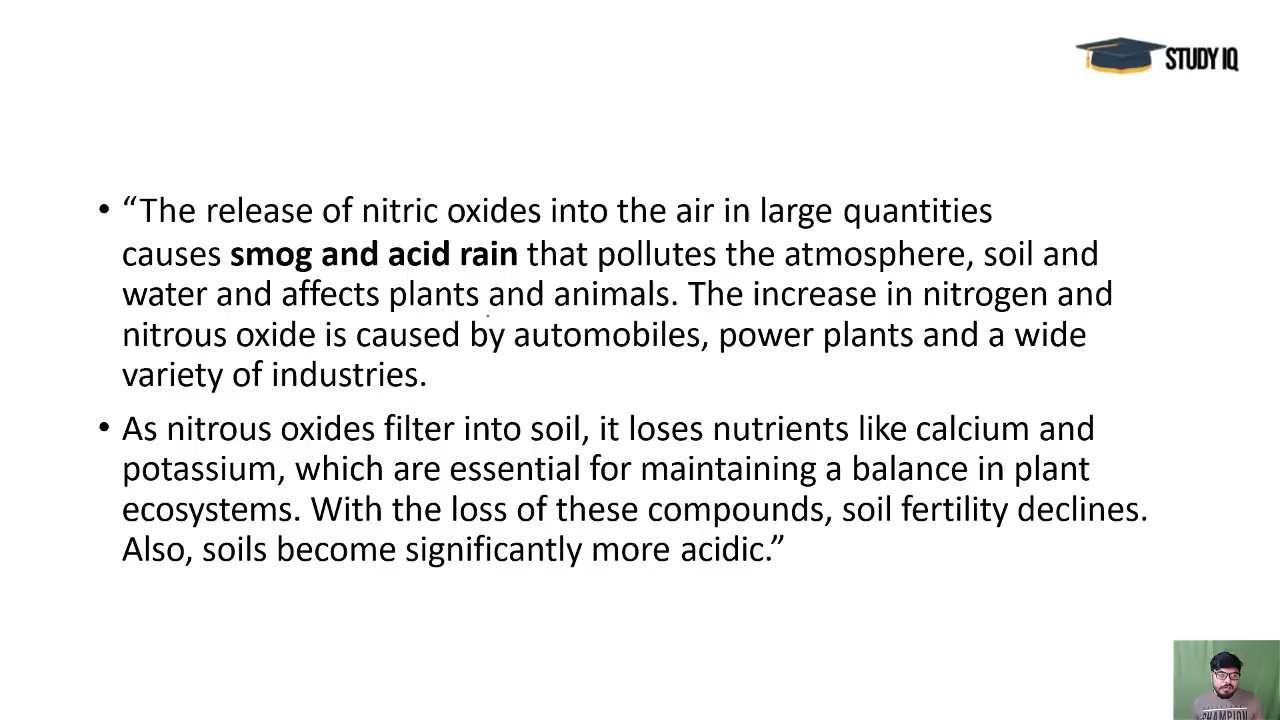 STUDY IQ
• “The release of nitric oxides into the air in large quantities
causes smog and acid rain that pollutes the atmosphere, soil and
water and affects plants and animals. The increase in nitrogen and
nitrous oxide is caused by automobiles, power plants and a wide
variety of industries.
• As nitrous oxides filter into soil, it loses nutrients like calcium and
potassium, which are essential for maintaining a balance in plant
ecosystems. With the loss of these compounds, soil fertility declines.
Also, soils become significantly more acidic.”
CHAMPION